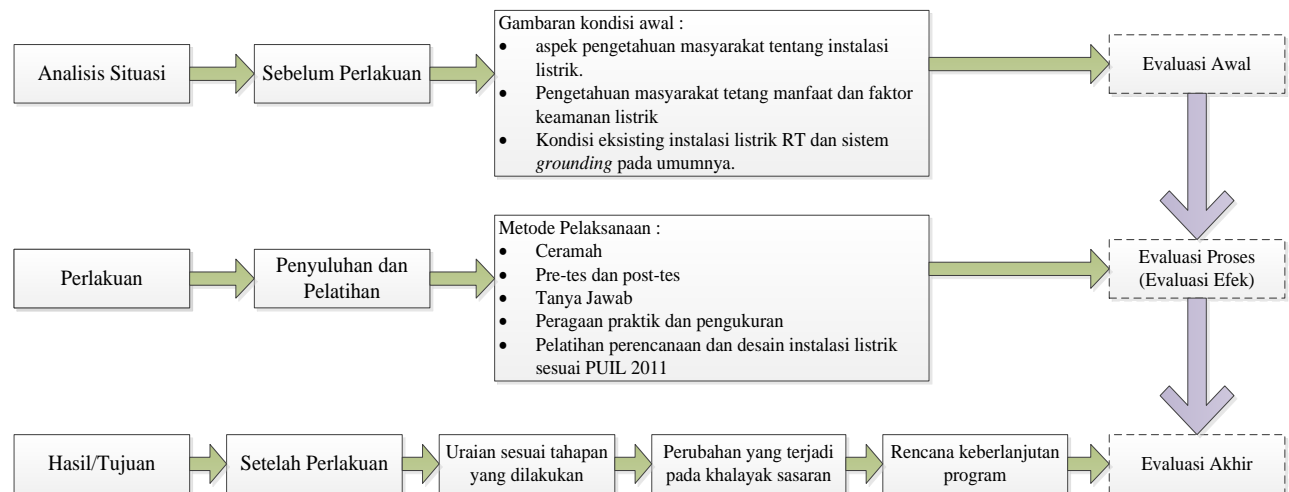 Analisis Situasi
Sebelum Perlakuan
Gambaran kondisi awal :
• aspek pengetahuan masyarakat tentang instalasi
listrik.
• Pengetahuan masyarakat tetang manfaat dan faktor
keamanan listrik
• Kondisi eksisting instalasi listrik RT dan sistem
grounding pada umumnya.
Evaluasi Awal
Perlakuan
Penyuluhan dan
Pelatihan
Metode Pelaksanaan :
• Ceramah
• Pre-tes dan post-tes
• Tanya Jawab
• Peragaan praktik dan pengukuran
• Pelatihan perencanaan dan desain instalasi listrik
sesuai PUIL 2011
Evaluasi Proses
(Evaluasi Efek)
Hasil/Tujuan
Setelah Perlakuan
Uraian sesuai tahapan
yang dilakukan
Perubahan yang terjadi
pada khalayak sasaran
Rencana keberlanjutan
program
Evaluasi Akhir